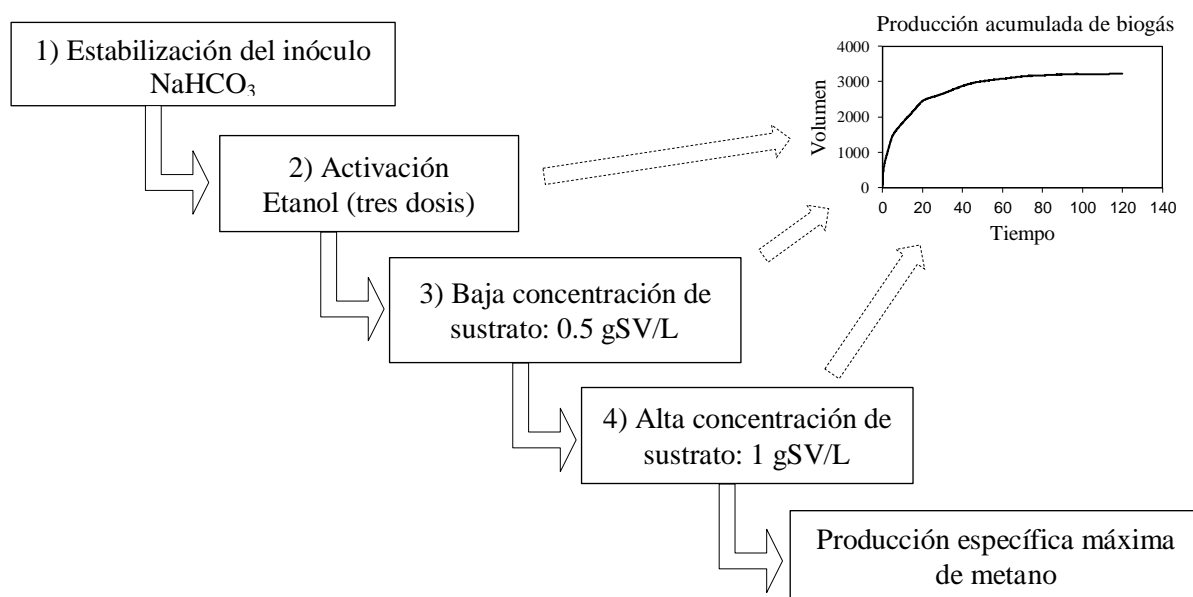 1) Estabilización del inóculo
NaHCO₃
2) Activación
Etanol (tres dosis)
3) Baja concentración de
sustrato: 0.5 gSV/L
4) Alta concentración de
sustrato: 1 gSV/L
Producción específica máxima
de metano
Producción acumulada de biogás
Volumen
4000
3000
2000
1000
0
0 20 40 60 80 100 120 140
Tiempo